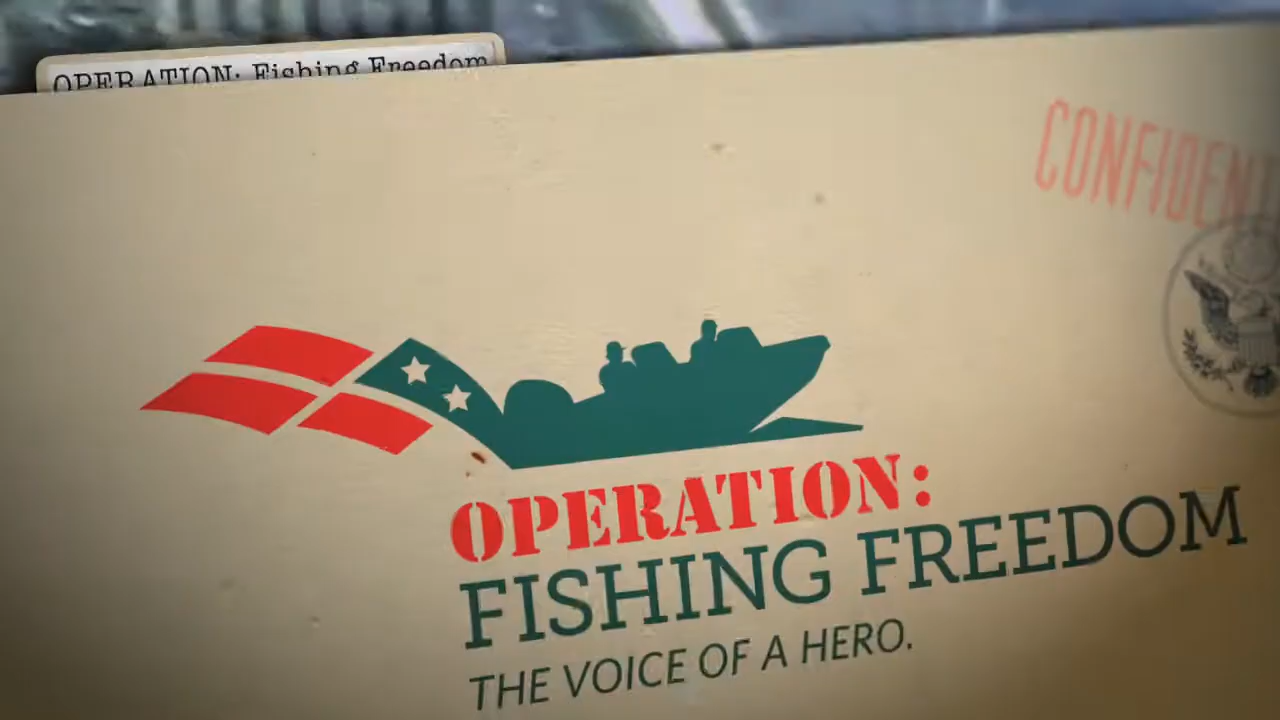 OPERATION: Fishing Freedom
CONFIDEN
OPERATION:
FISHING FREEDOM
THE VOICE OF A HERO.